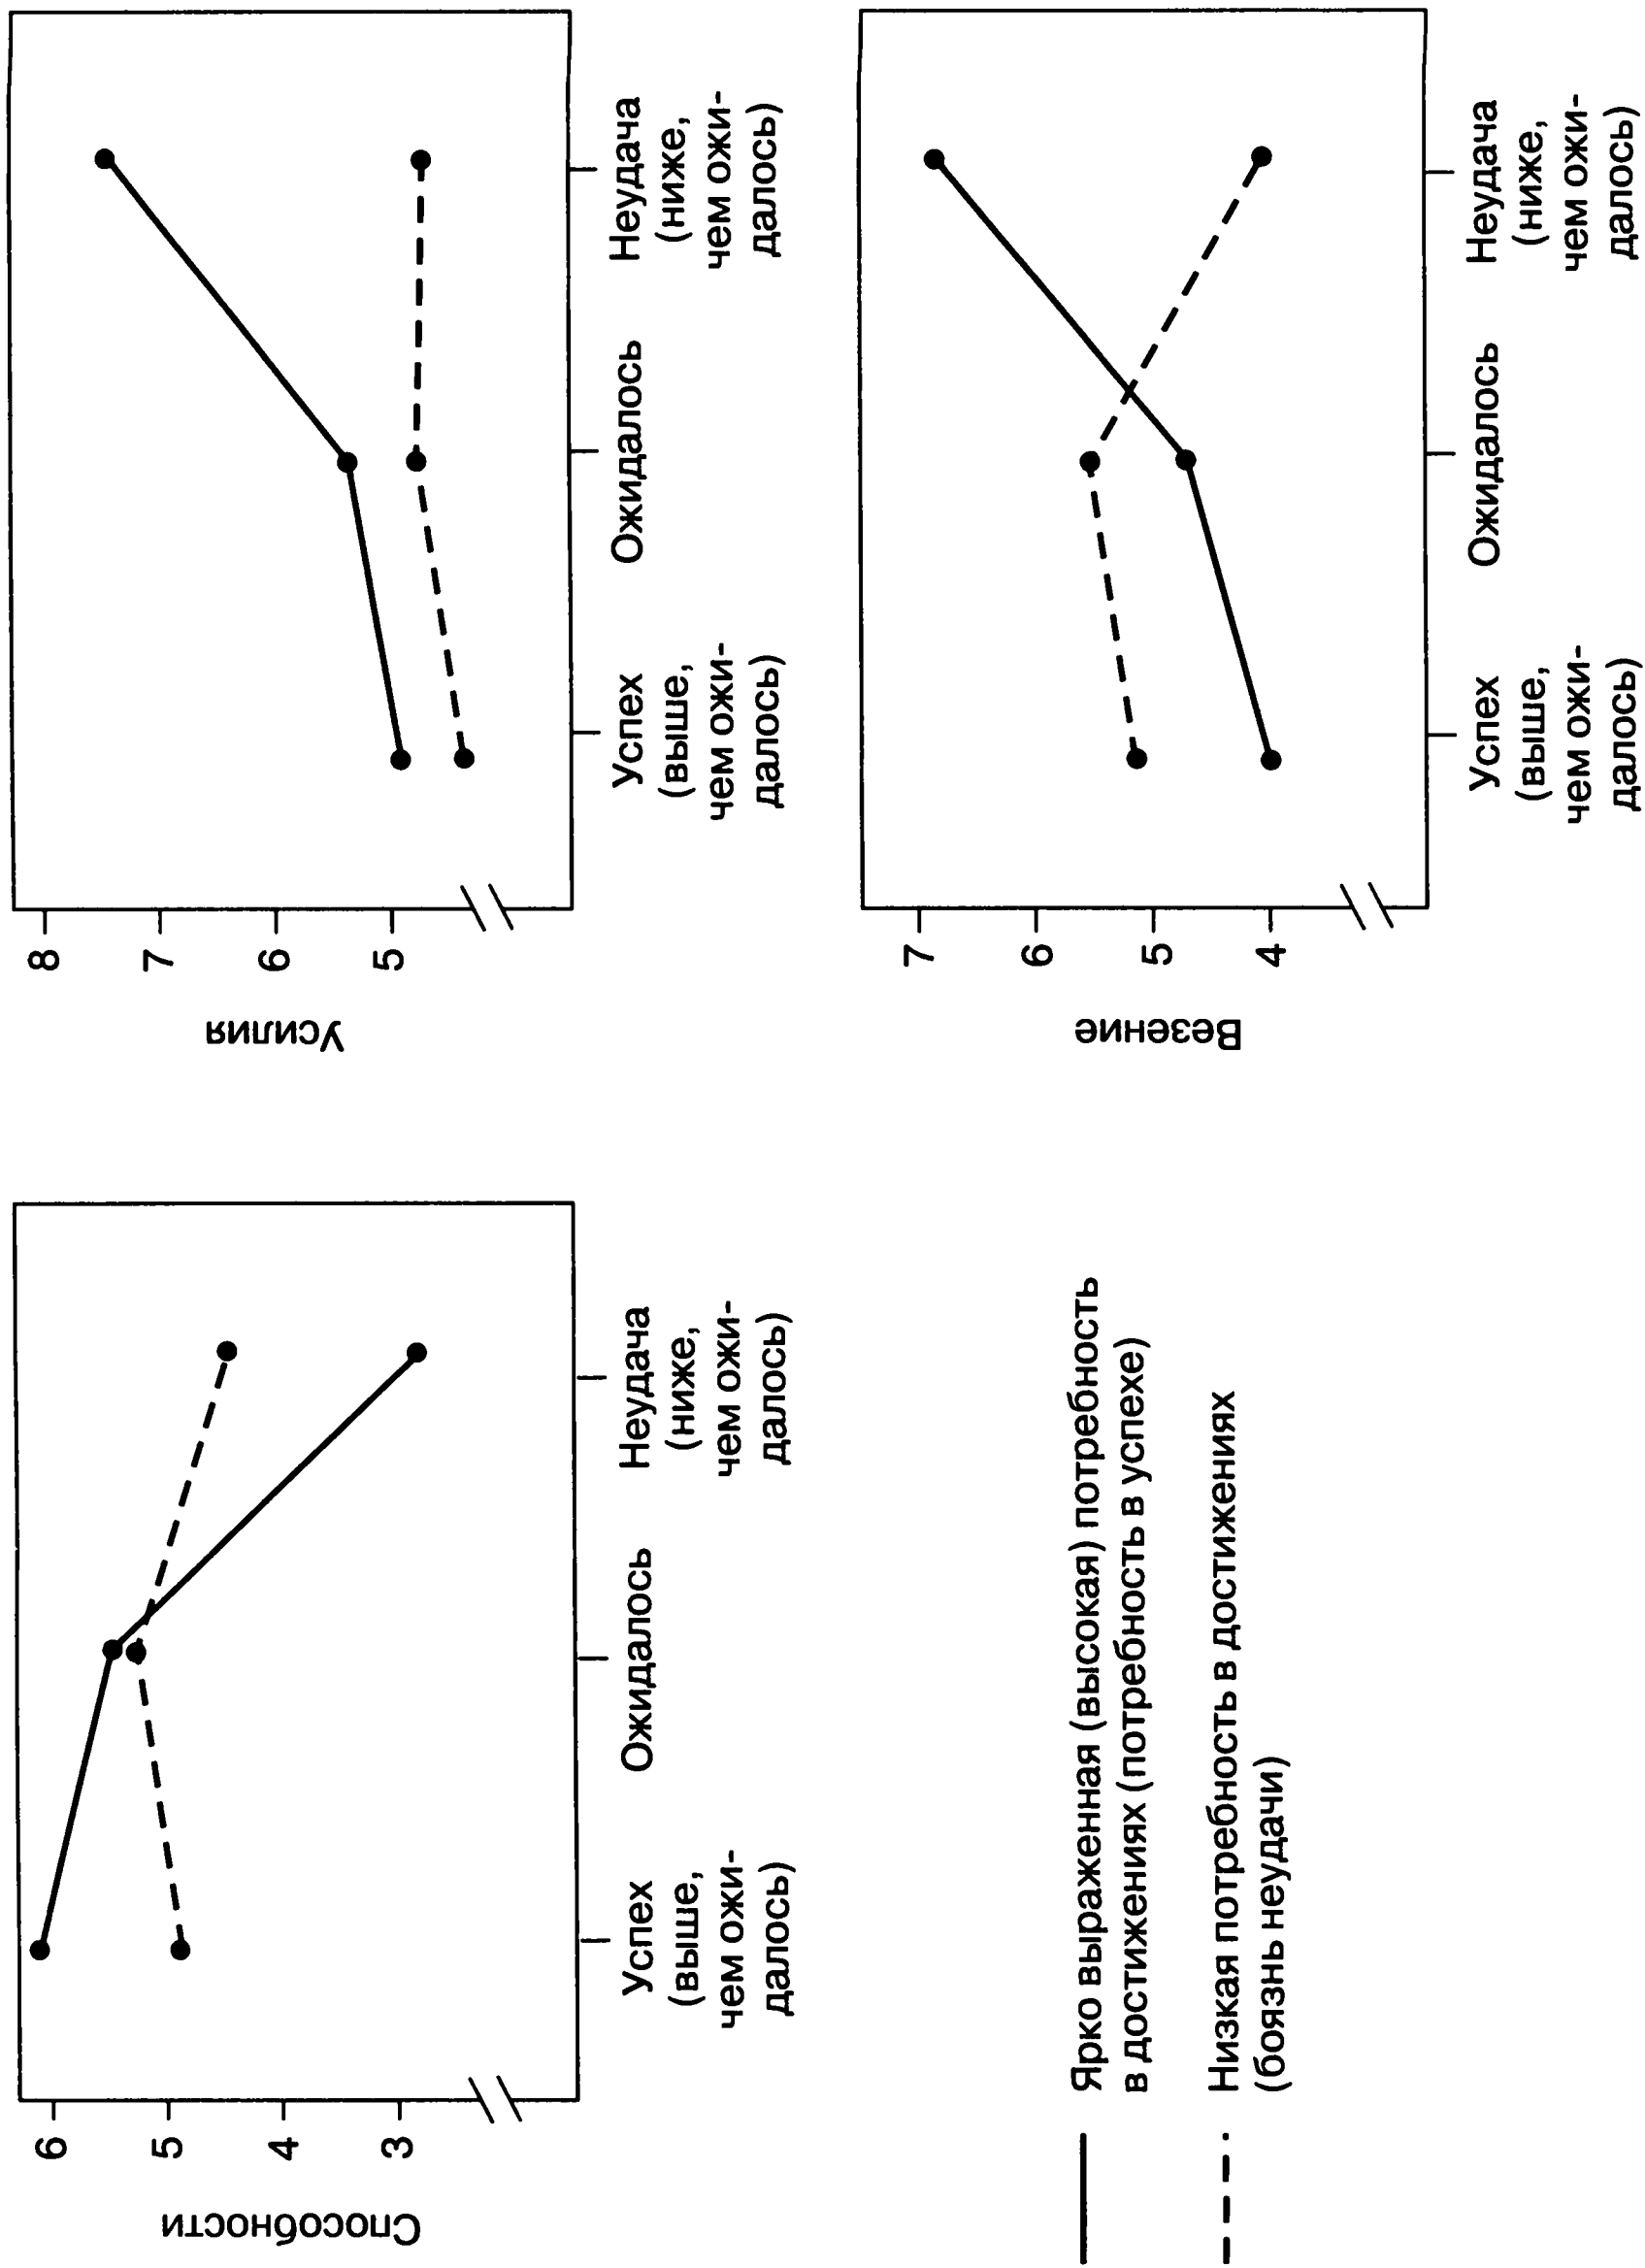 Способности
6
5
4
3
Успех
(выше,
чем ожи-
далось)
Ожидалось
Неудача
(ниже,
чем ожи-
далось)
Усилия
8
7
6
5
Успех
(выше,
чем ожи-
далось)
Ожидалось
Неудача
(ниже,
чем ожи-
далось)
Ярко выраженная (высокая) потребность
в достижениях (потребность в успехе)
Низкая потребность в достижениях
(боязнь неудачи)
Везение
7
6
5
4
Успех
(выше,
чем ожи-
далось)
Ожидалось
Неудача
(ниже,
чем ожи-
далось)